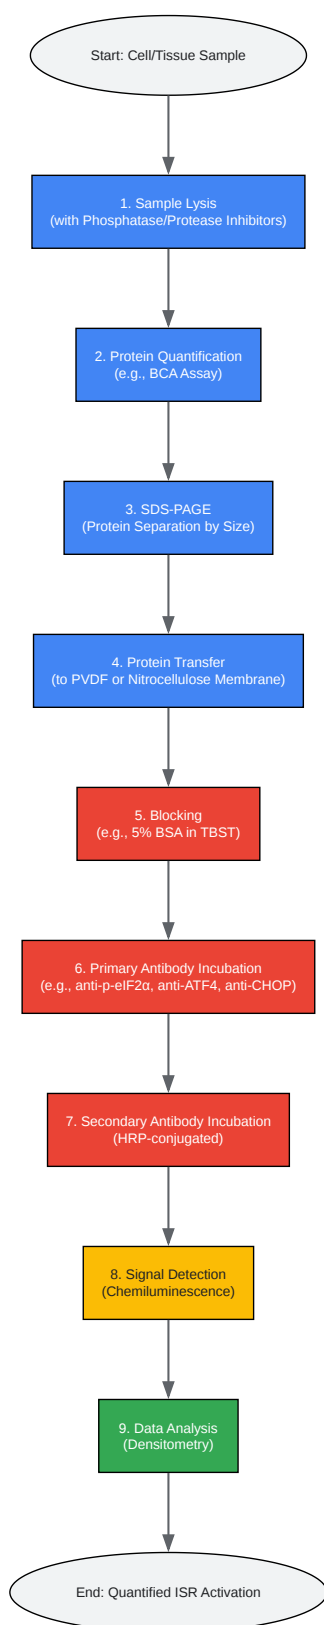 Start: Cell/Tissue Sample
1. Sample Lysis
(with Phosphatase/Protease Inhibitors)
2. Protein Quantification
(e.g., BCA Assay)
3. SDS-PAGE
(Protein Separation by Size)
4. Protein Transfer
(to PVDF or Nitrocellulose Membrane)
5. Blocking
(e.g., 5% BSA in TBST)
6. Primary Antibody Incubation
(e.g., anti-p-eIF2α, anti-ATF4, anti-CHOP)
7. Secondary Antibody Incubation
(HRP-conjugated)
8. Signal Detection
(Chemiluminescence)
9. Data Analysis
(Densitometry)
End: Quantified ISR Activation